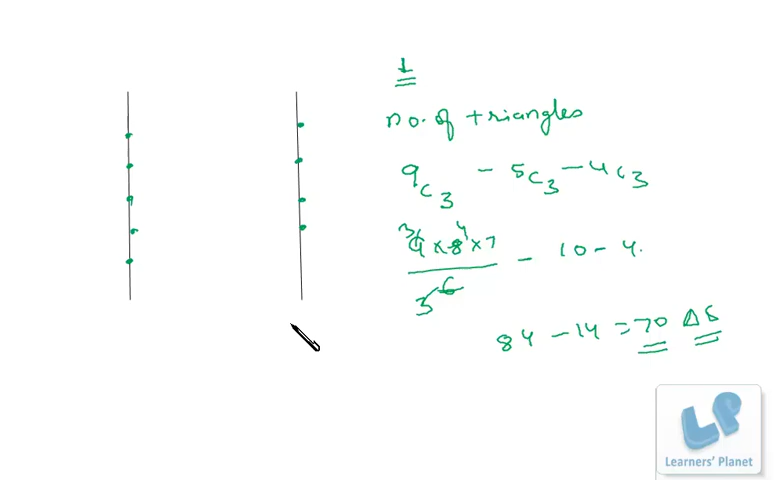 1
no. of triangles
9C3 - 5C3 - 4C3
9 × 8 4 × 7 / 6 3 - 10 - 4.
84 - 14 = 70 Δs
LP
Learners' Planet